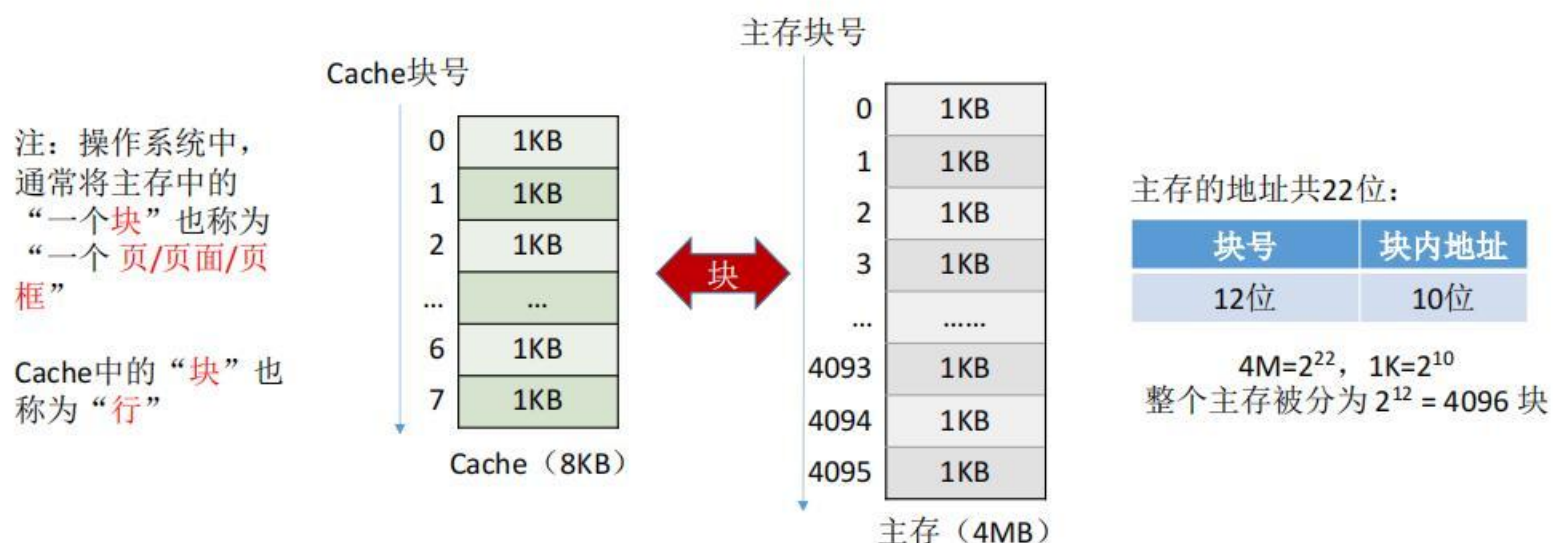 注：操作系统中，
通常将主存中的
“一个块”也称为
“一个 页/页面/页
框”
Cache中的“块”也
称为“行”
Cache块号
0 1KB
1 1KB
2 1KB
... ...
6 1KB
7 1KB
Cache（8KB）
块
主存块号
0 1KB
1 1KB
2 1KB
3 1KB
... ......
4093 1KB
4094 1KB
4095 1KB
主存（4MB）
主存的地址共22位：
块号 块内地址
12位 10位
4M=2²²，1K=2¹⁰
整个主存被分为 2¹² = 4096 块